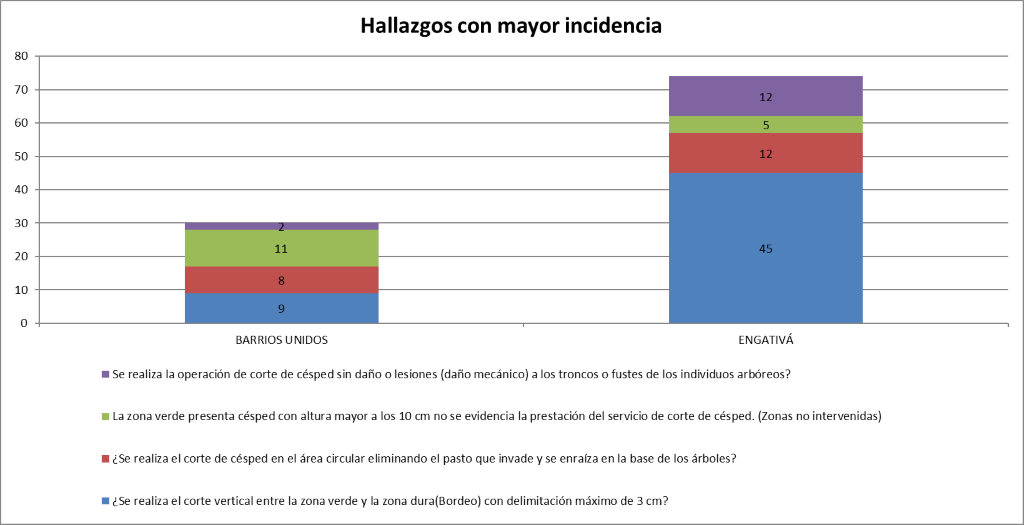 Hallazgos con mayor incidencia
80
70
60
50
40
30
20
10
0
2
11
8
9
12
5
12
45
BARRIOS UNIDOS
ENGATIVÁ
Se realiza la operación de corte de césped sin daño o lesiones (daño mecánico) a los troncos o fustes de los individuos arbóreos?
La zona verde presenta césped con altura mayor a los 10 cm no se evidencia la prestación del servicio de corte de césped. (Zonas no intervenidas)
¿Se realiza el corte de césped en el área circular eliminando el pasto que invade y se enraíza en la base de los árboles?
¿Se realiza el corte vertical entre la zona verde y la zona dura(Bordeo) con delimitación máximo de 3 cm?